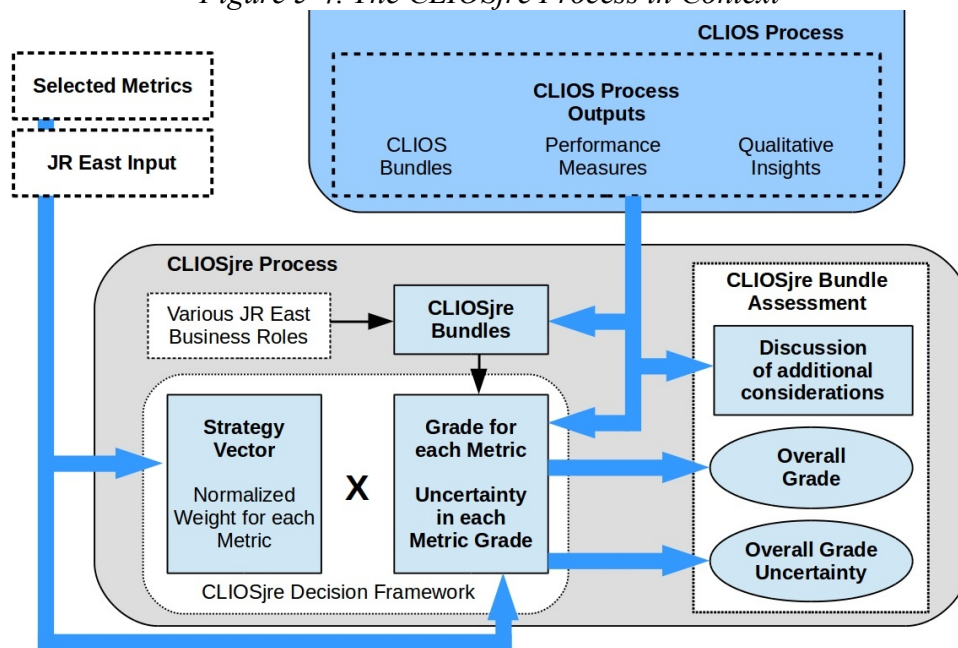 Figure 3-4: The CLIOSjre Process in Context
CLIOS Process
Selected Metrics
JR East Input
CLIOS Process
Outputs
CLIOS
Bundles
Performance
Measures
Qualitative
Insights
CLIOSjre Process
Various JR East
Business Roles
CLIOSjre
Bundles
CLIOSjre Bundle
Assessment
Discussion
of additional
considerations
Strategy
Vector
Normalized
Weight for each
Metric
X
Grade for
each Metric
Uncertainty
in each
Metric Grade
Overall
Grade
Overall Grade
Uncertainty
CLIOSjre Decision Framework